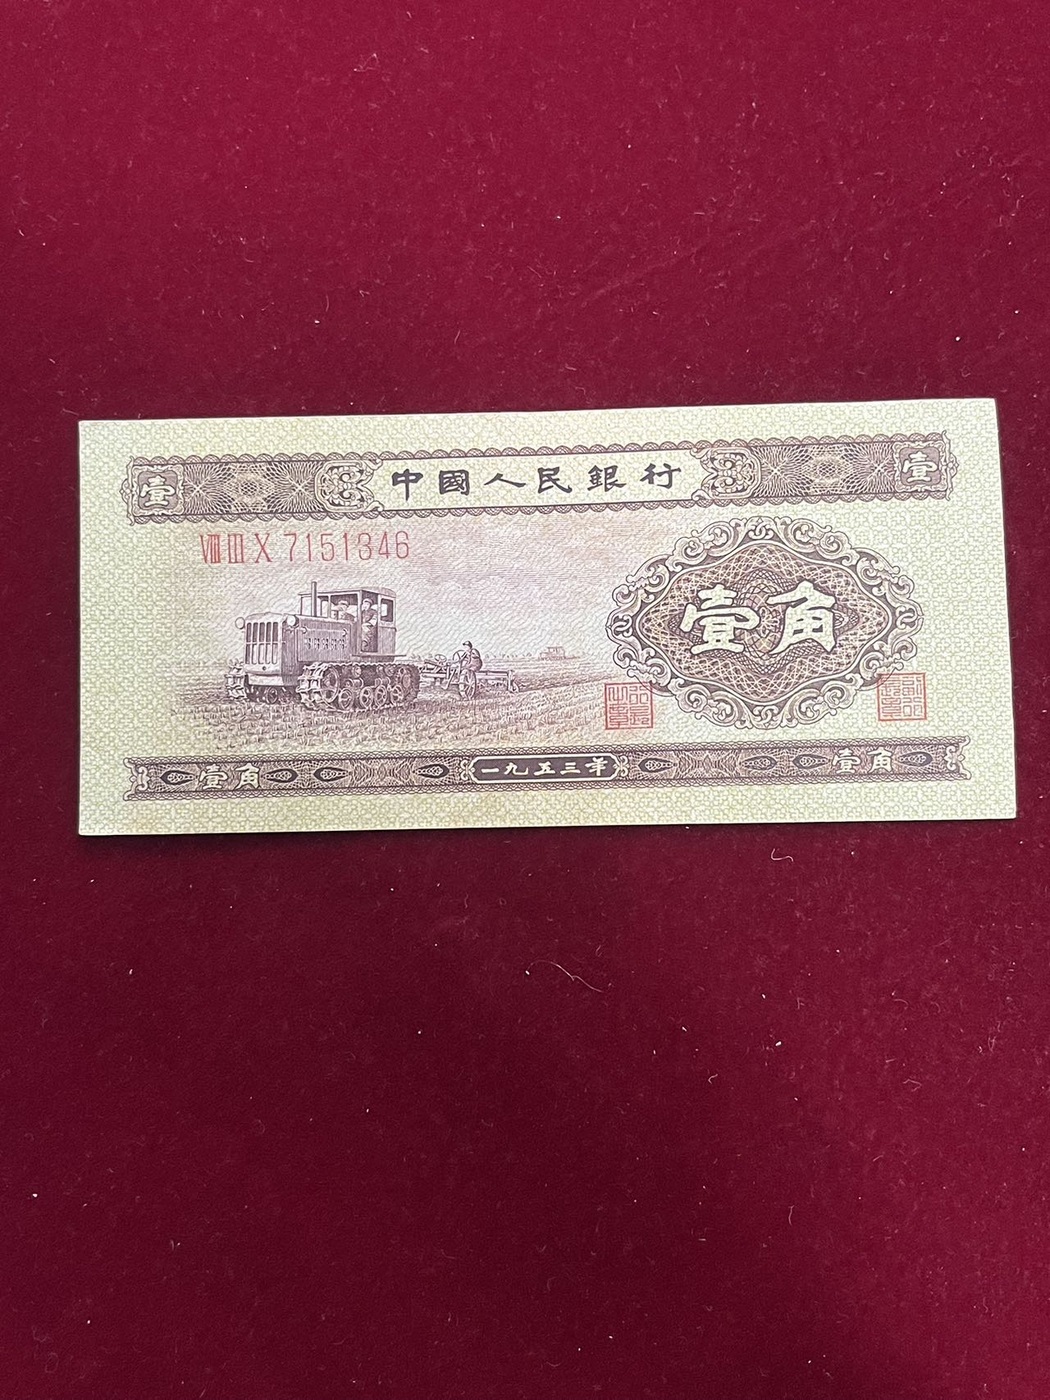 壹 中國人民銀行 壹
VIII III X 7151346
壹角
壹角 一九五三年 壹角